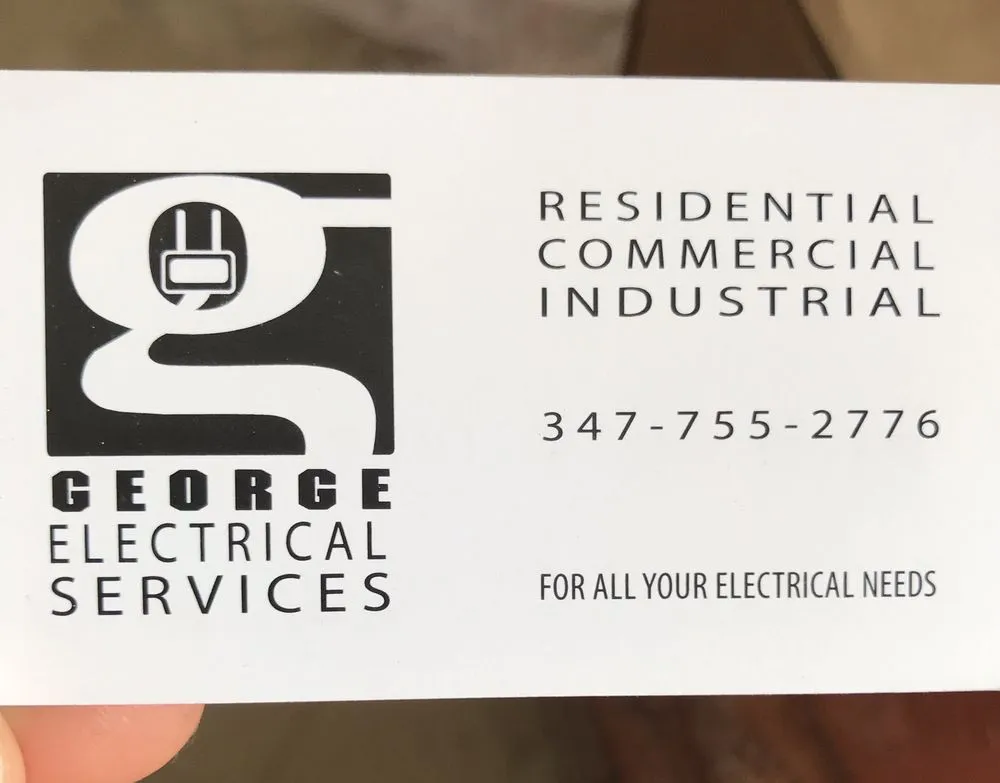 g
GEORGE
ELECTRICAL
SERVICES
RESIDENTIAL
COMMERCIAL
INDUSTRIAL
347-755-2776
FOR ALL YOUR ELECTRICAL NEEDS